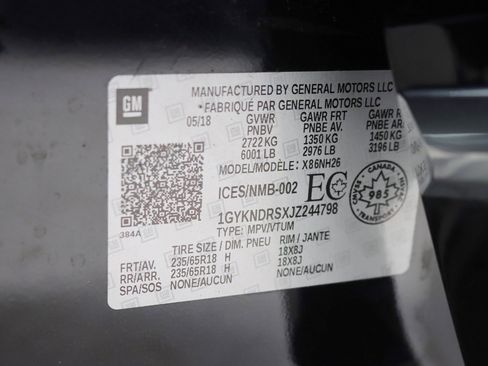 GM
MANUFACTURED BY GENERAL MOTORS LLC
*FABRIQUÉ PAR GENERAL MOTORS LLC
05/18 GVWR GAWR FRT GAWR
PNBV PNBE AV. PNBE AR
2722 KG 1350 KG 1450 KG
6001 LB 2976 LB 3196 LB
MODEL/MODÈLE: X86NH26
ICES/NMB-002 EC
CANADA
985
TRANS
1GYKNDRSXJZ244798
384A
TYPE: MPV/VTUM
TIRE SIZE / DIM. PNEU RIM / JANTE
FRT/AV. 235/65R18 H 18X8J
RR/ARR. 235/65R18 H 18X8J
SPA/SOS NONE/AUCUN NONE/AUCUN